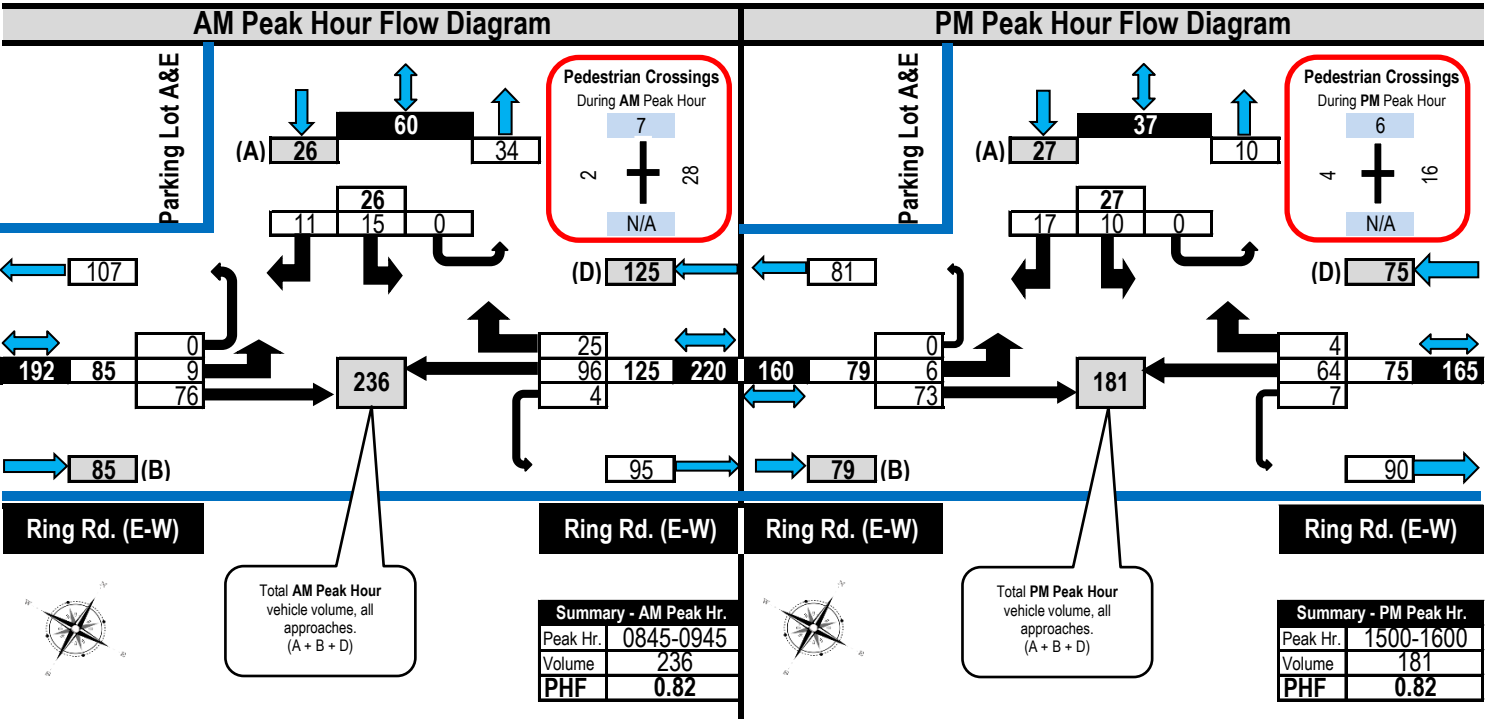 AM Peak Hour Flow Diagram
Parking Lot A&E
60
(A) 26
34
Pedestrian Crossings
During AM Peak Hour
7
2
28
N/A
26
11 15 0
107
(D) 125
0
192 85 9
76
236
25
96 125 220
4
85 (B)
95
Ring Rd. (E-W)
Ring Rd. (E-W)
Total AM Peak Hour
vehicle volume, all
approaches.
(A + B + D)
Summary - AM Peak Hr.
Peak Hr. 0845-0945
Volume 236
PHF 0.82
PM Peak Hour Flow Diagram
Parking Lot A&E
37
(A) 27
10
Pedestrian Crossings
During PM Peak Hour
6
4
16
N/A
27
17 10 0
81
(D) 75
0
160 79 6
73
181
4
64 75 165
7
79 (B)
90
Ring Rd. (E-W)
Ring Rd. (E-W)
Total PM Peak Hour
vehicle volume, all
approaches.
(A + B + D)
Summary - PM Peak Hr.
Peak Hr. 1500-1600
Volume 181
PHF 0.82